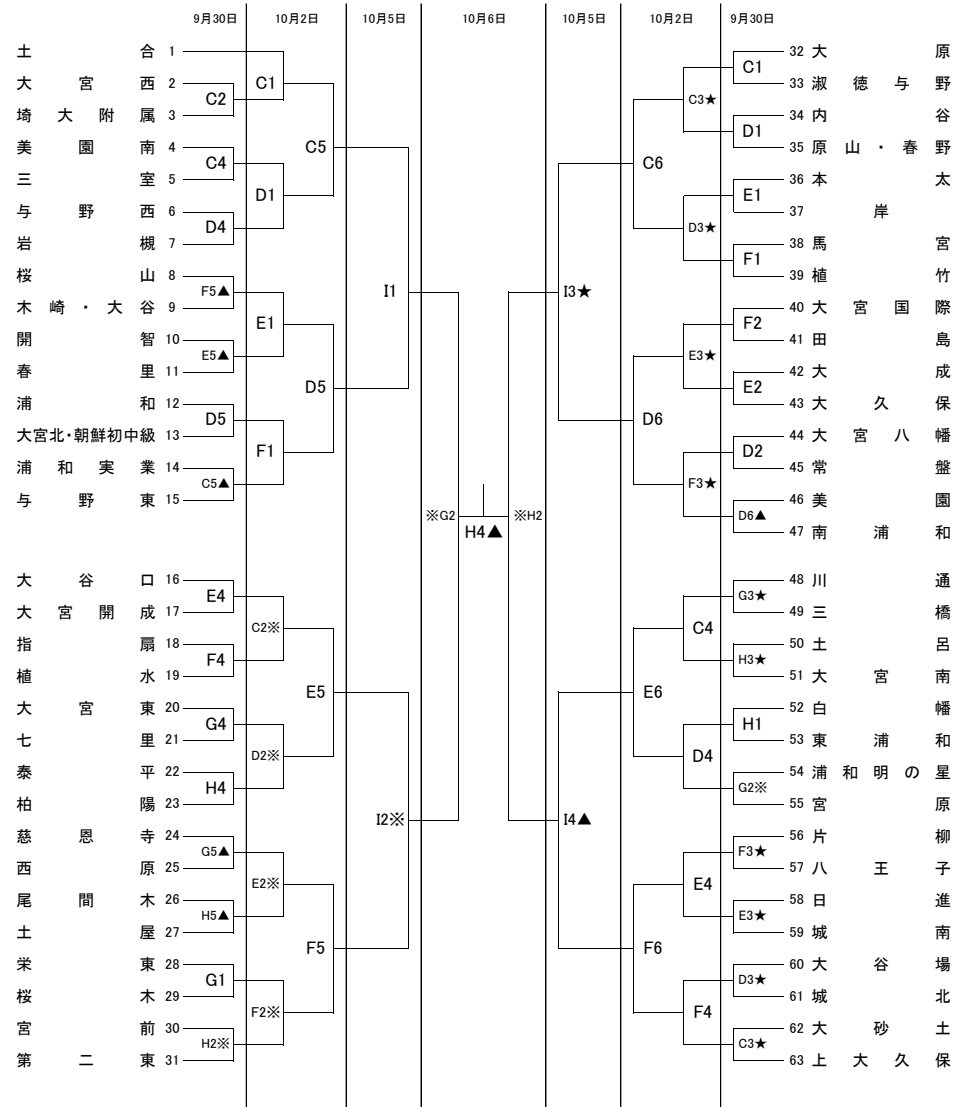 9月30日 10月2日 10月5日 10月6日 10月5日 10月2日 9月30日
土合 1 32 大原
C1 C1
大宮西 2 33 淑徳与野
C2 C3★
埼大附属 3 34 内谷
D1
美園南 4 C5 35 原山・春野
C4 C6
三室 5 36 本太
D1 E1
与野西 6 37 岸
D4 D3★
岩槻 7 38 馬宮
F1
桜山 8 39 植竹
F5▲ I1 I3★
木崎・大谷 9 40 大宮国際
E1 F2
開智 10 41 田島
E5▲ E3★
春里 11 42 大成
D5 E2
浦和 12 43 大久保
D5 D6
大宮北・朝鮮初中級 13 44 大宮八幡
F1 D2
浦和実業 14 45 常盤
C5▲ F3★
与野東 15 46 美園
※G2 ※H2 D6▲
H4▲ 47 南浦和
大谷口 16 48 川通
E4 G3★
大宮開成 17 49 三橋
C2※ C4
指扇 18 50 土呂
F4 H3★
植水 19 51 大宮南
E5 E6
大宮東 20 52 白幡
G4 H1
七里 21 53 東浦和
D2※ D4
泰平 22 54 浦和明の星
H4 G2※
柏陽 23 55 宮原
I2※ I4▲
慈恩寺 24 56 片柳
G5▲ F3★
西原 25 57 八王子
E2※ E4
尾間木 26 58 日進
H5▲ E3★
土屋 27 59 城南
F5 F6
栄東 28 60 大谷場
G1 D3★
桜木 29 61 城北
F2※ F4
宮前 30 62 大砂土
H2※ C3★
第二東 31 63 上大久保